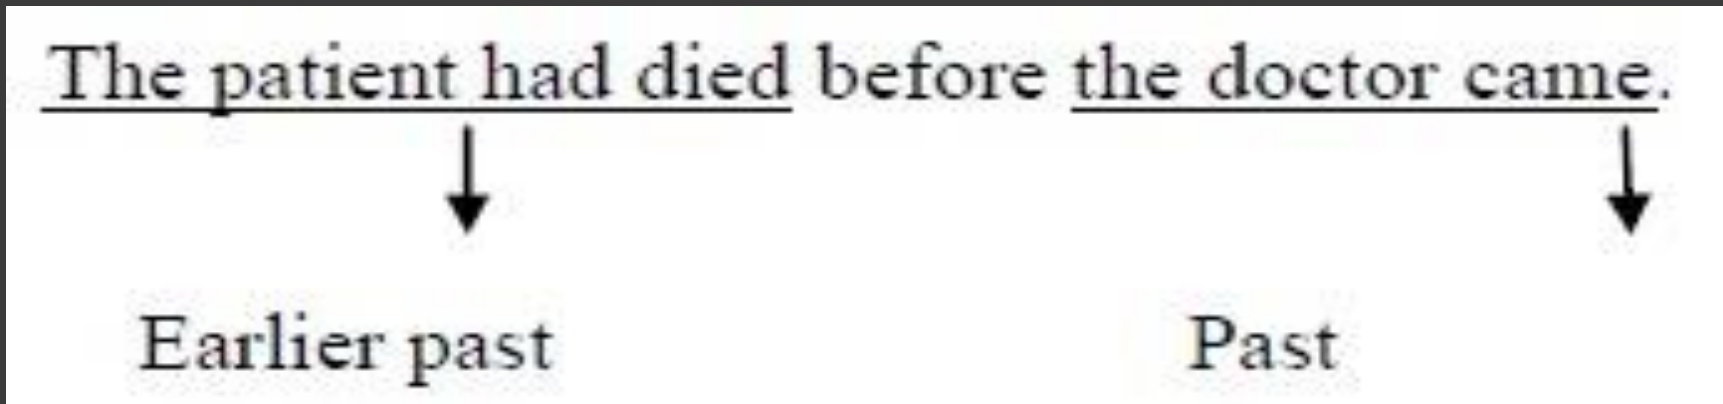 The patient had died before the doctor came.
Earlier past Past